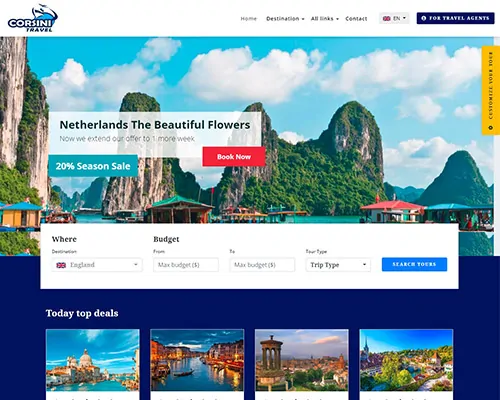 CORSINI
TRAVEL
Home
Destination
All links
Contact
EN
FOR TRAVEL AGENTS
CUSTOMIZE YOUR TOUR
Netherlands The Beautiful Flowers
Now we extend our offer to 1 more week
20% Season Sale
Book Now
Where
Budget
Destination
From
To
Tour Type
England
Max budget ($)
Max budget ($)
Trip Type
SEARCH TOURS
Today top deals